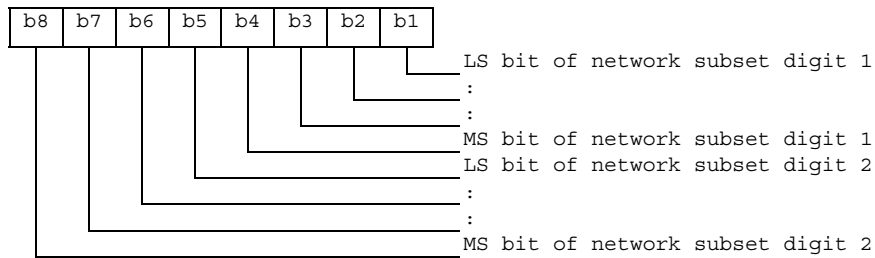 b8 b7 b6 b5 b4 b3 b2 b1
LS bit of network subset digit 1
:
:
MS bit of network subset digit 1
LS bit of network subset digit 2
:
:
MS bit of network subset digit 2